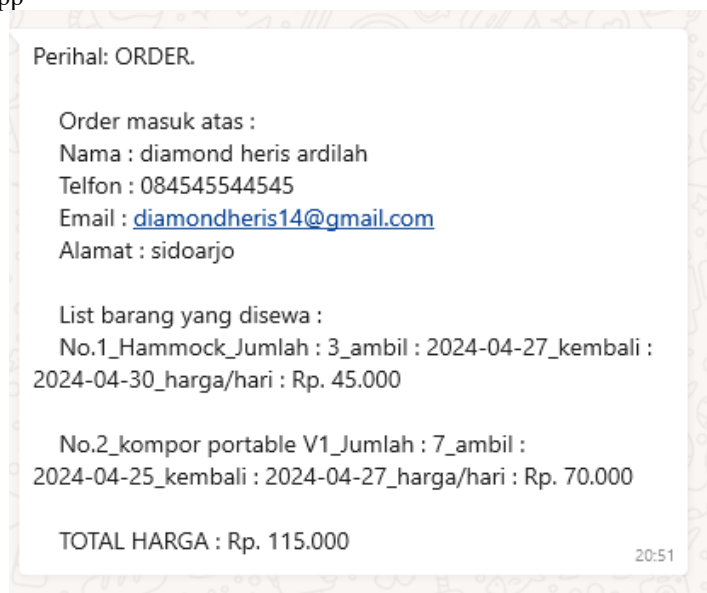 pp
Perihal: ORDER.
Order masuk atas :
Nama : diamond heris ardilah
Telfon : 084545544545
Email : diamondheris14@gmail.com
Alamat : sidoarjo
List barang yang disewa :
No.1_Hammock_Jumlah : 3_ambil : 2024-04-27_kembali :
2024-04-30_harga/hari : Rp. 45.000
No.2_kompor portable V1_Jumlah : 7_ambil :
2024-04-25_kembali : 2024-04-27_harga/hari : Rp. 70.000
TOTAL HARGA : Rp. 115.000
20:51